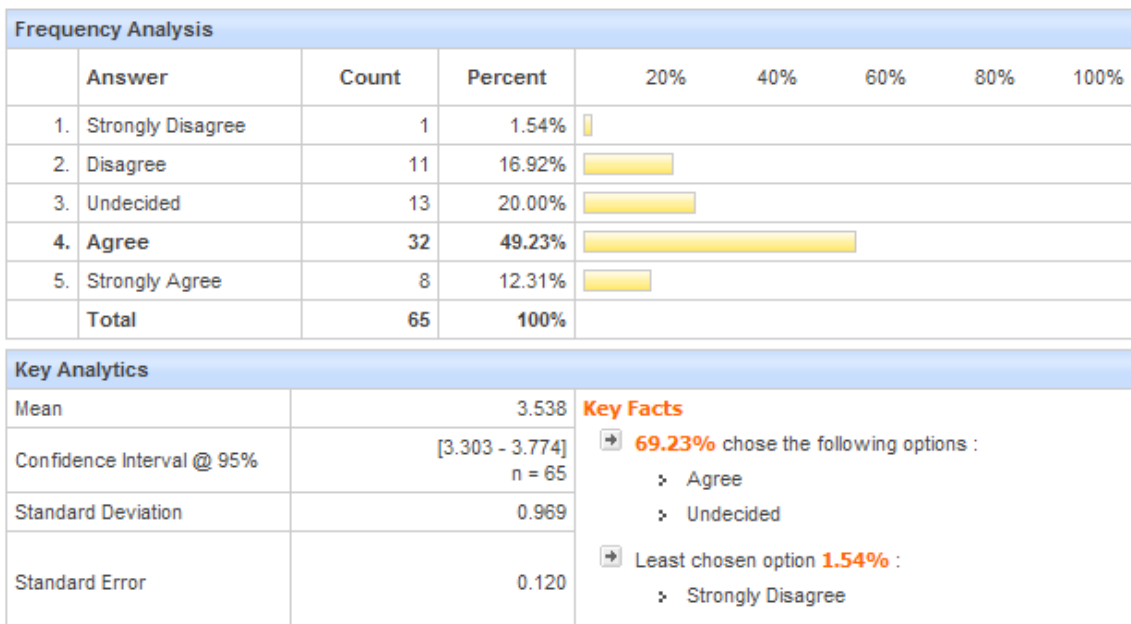 Frequency Analysis
Answer Count Percent 20% 40% 60% 80% 100%
1. Strongly Disagree 1 1.54%
2. Disagree 11 16.92%
3. Undecided 13 20.00%
4. Agree 32 49.23%
5. Strongly Agree 8 12.31%
Total 65 100%
Key Analytics
Mean 3.538
Confidence Interval @ 95% [3.303 - 3.774]
n = 65
Standard Deviation 0.969
Standard Error 0.120
Key Facts
69.23% chose the following options :
Agree
Undecided
Least chosen option 1.54% :
Strongly Disagree